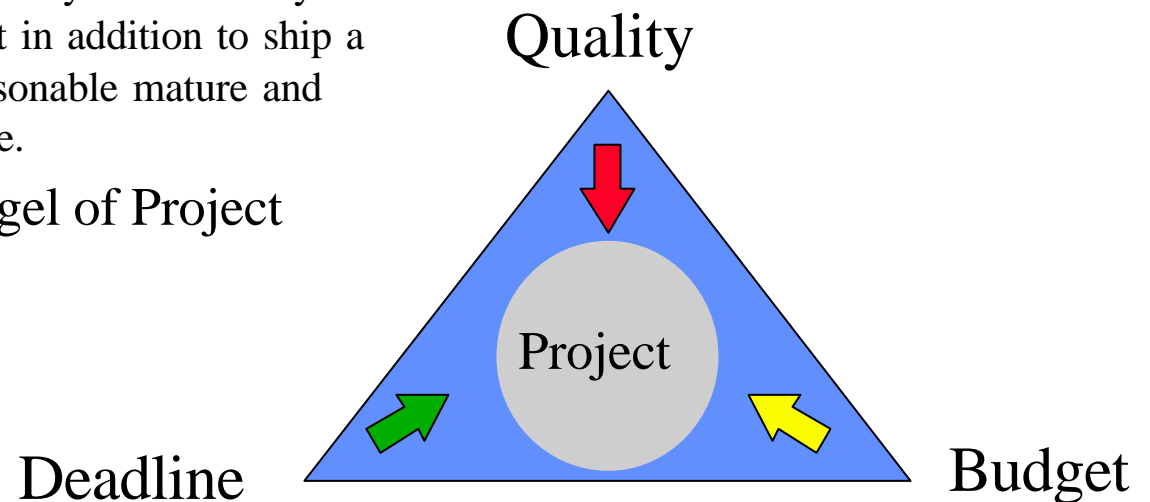 t in addition to ship a
sonable mature and
e.
gel of Project
Quality
Project
Deadline
Budget